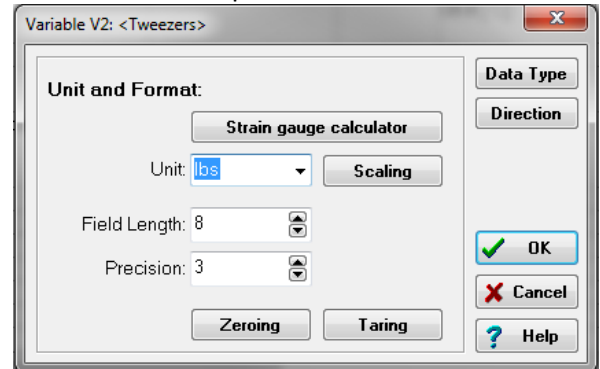 Variable V2: <Tweezers>
Unit and Format:
Strain gauge calculator
Unit: lbs
Scaling
Field Length: 8
Precision: 3
Zeroing
Taring
Data Type
Direction
OK
Cancel
? Help